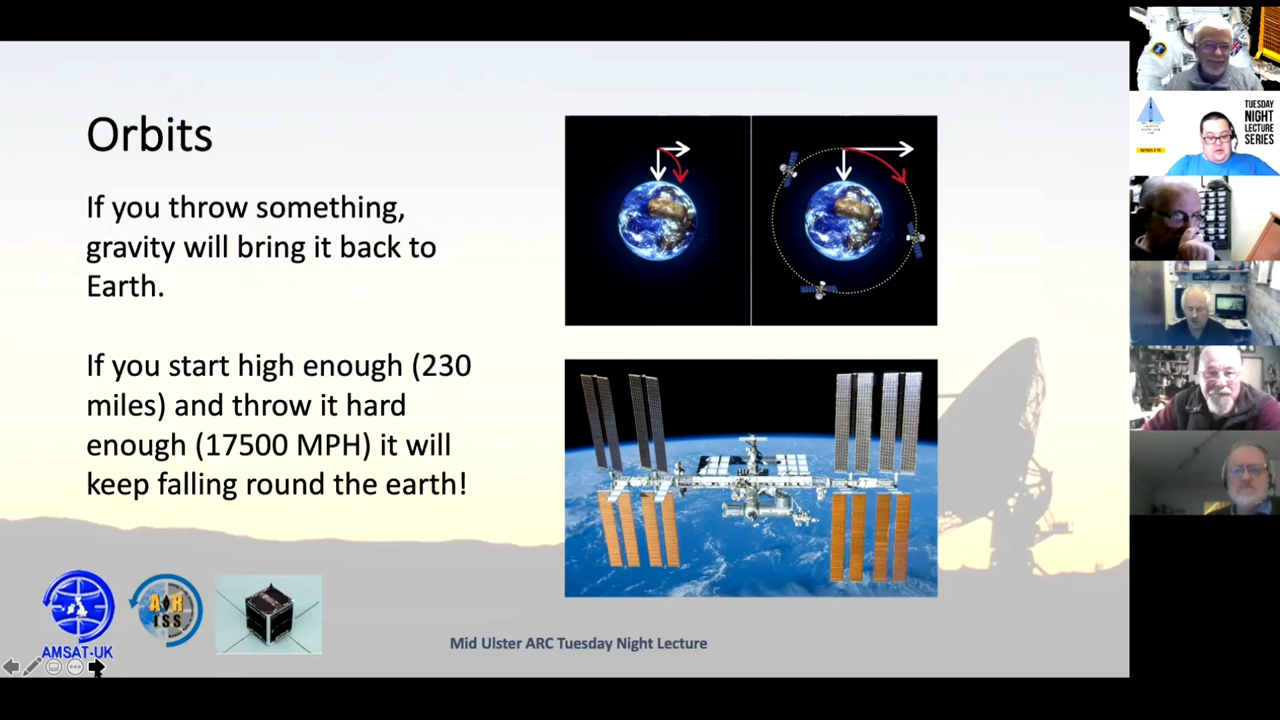 Orbits
If you throw something,
gravity will bring it back to
Earth.
If you start high enough (230
miles) and throw it hard
enough (17500 MPH) it will
keep falling round the earth!
AMSAT-UK
ARISS
Mid Ulster ARC Tuesday Night Lecture
TUESDAY
NIGHT
LECTURE
SERIES